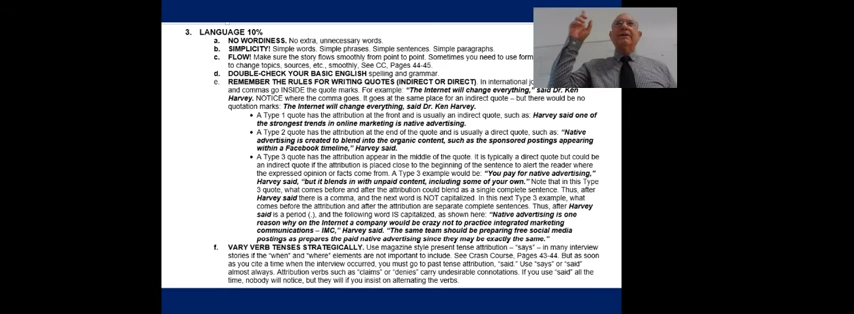 3. LANGUAGE 10%
a. NO WORDINESS. No extra, unnecessary words.
b. SIMPLICITY! Simple words. Simple phrases. Simple sentences. Simple paragraphs.
c. FLOW! Make sure the story flows smoothly from point to point. Sometimes you need to use
to change topics, sources, etc., smoothly, See CC, Pages 44-45.
d. DOUBLE-CHECK YOUR BASIC ENGLISH spelling and grammar.
e. REMEMBER THE RULES FOR WRITING QUOTES (INDIRECT OR DIRECT). In international
and commas go INSIDE the quote marks. For example: “The Internet will change everything,” said Dr. Ken
Harvey. NOTICE where the comma goes. It goes at the same place for an indirect quote – but there would be no
quotation marks: The Internet will change everything, said Dr. Ken Harvey.
• A Type 1 quote has the attribution at the front and is usually an indirect quote, such as: Harvey said one of
the strongest trends in online marketing is native advertising.
• A Type 2 quote has the attribution at the end of the quote and is usually a direct quote, such as: “Native
advertising is created to blend into the organic content, such as the sponsored postings appearing
within a Facebook timeline,” Harvey said.
• A Type 3 quote has the attribution appear in the middle of the quote. It is typically a direct quote but could be
an indirect quote if the attribution is placed close to the beginning of the sentence to alert the reader where
the expressed opinion or facts come from. A Type 3 example would be: “You pay for native advertising,”
Harvey said, “but it blends in with unpaid content, including some of your own.” Note that in this Type
3 quote, what comes before and after the attribution could blend as a single complete sentence. Thus, after
Harvey said there is a comma, and the next word is NOT capitalized. In this next Type 3 example, what
comes before the attribution and after the attribution are separate complete sentences. Thus, after Harvey
said is a period (.), and the following word IS capitalized, as shown here: “Native advertising is one
reason why on the Internet a company would be crazy not to practice integrated marketing
communications – IMC,” Harvey said. “The same team should be preparing free social media
postings as prepares the paid native advertising since they may be exactly the same.”
f. VARY VERB TENSES STRATEGICALLY. Use magazine style present tense attribution – “says” – in many interview
stories if the “when” and “where” elements are not important to include. See Crash Course, Pages 43-44. But as soon
as you cite a time when the interview occurred, you must go to past tense attribution, “said.” Use “says” or “said”
almost always. Attribution verbs such as “claims” or “denies” carry undesirable connotations. If you use “said” all the
time, nobody will notice, but they will if you insist on alternating the verbs.